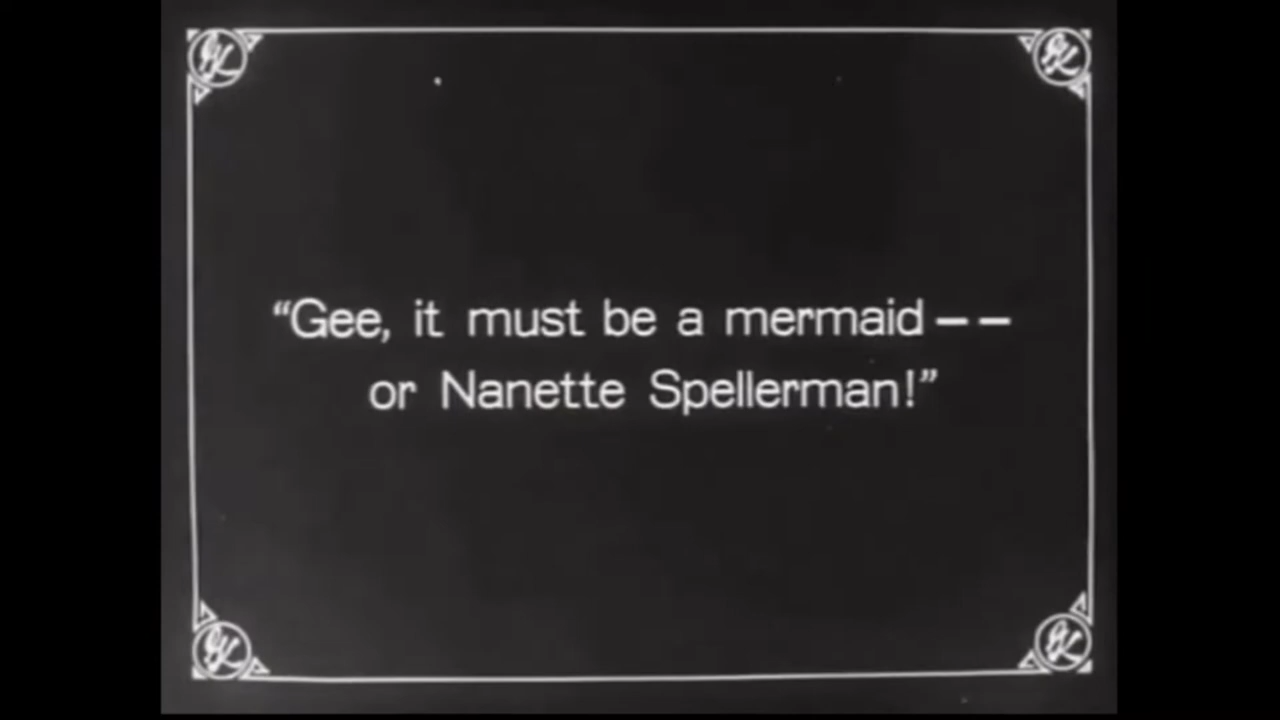 “Gee, it must be a mermaid--
or Nanette Spellerman!”